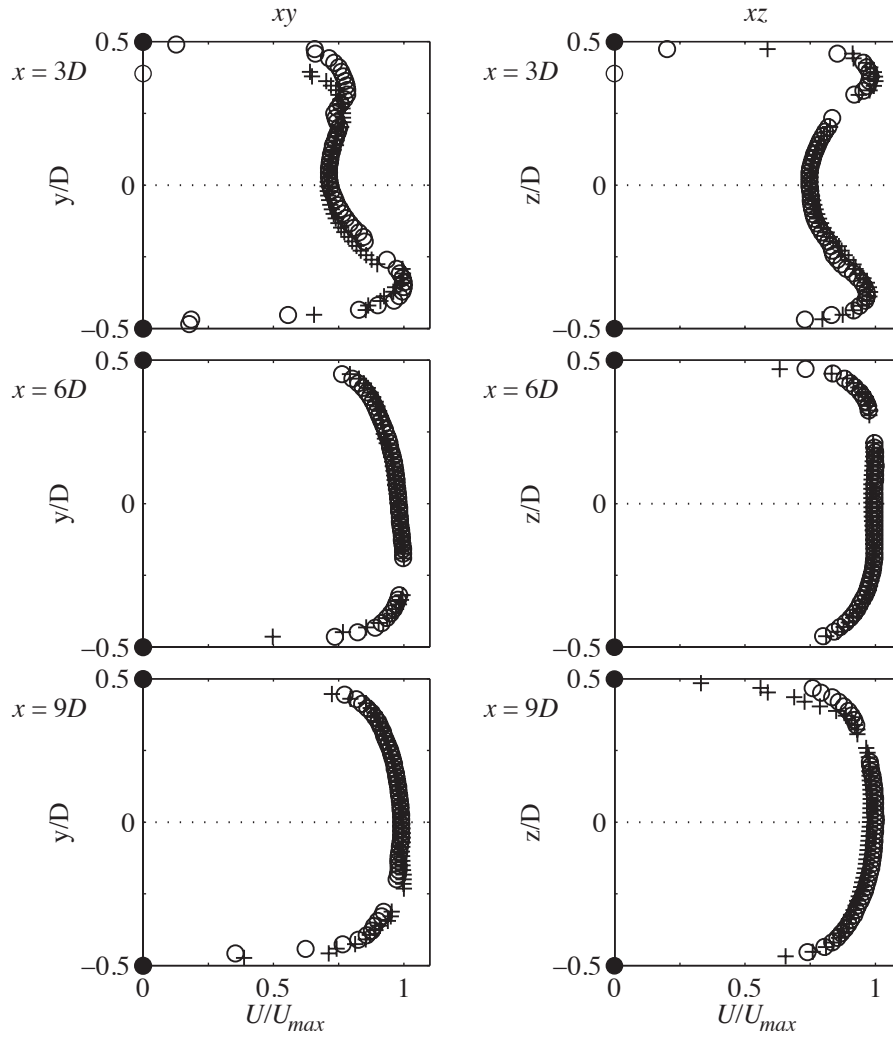 xy xz
0.5 0.5
x = 3D x = 3D
y/D 0 z/D 0
–0.5 –0.5
0.5 0.5
x = 6D x = 6D
y/D 0 z/D 0
–0.5 –0.5
0.5 0.5
x = 9D x = 9D
y/D 0 z/D 0
–0.5 –0.5
0 0.5 1 0 0.5 1
U/Umax U/Umax